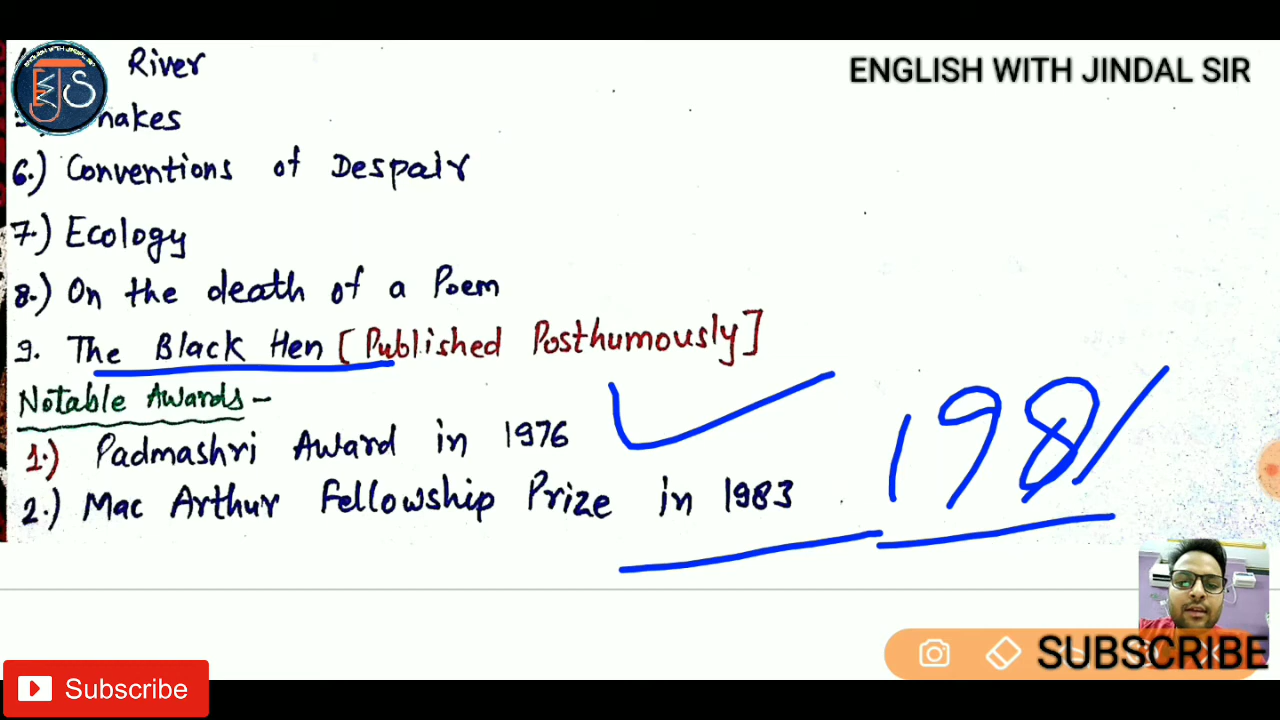 ENGLISH WITH JINDAL SIR
River
nakes
6.) Conventions of Despair
7.) Ecology
8.) On the death of a Poem
9. The Black Hen [Published Posthumously]
Notable Awards -
1.) Padmashri Award in 1976
2.) Mac Arthur Fellowship Prize in 1983
198
SUBSCRIBE
Subscribe